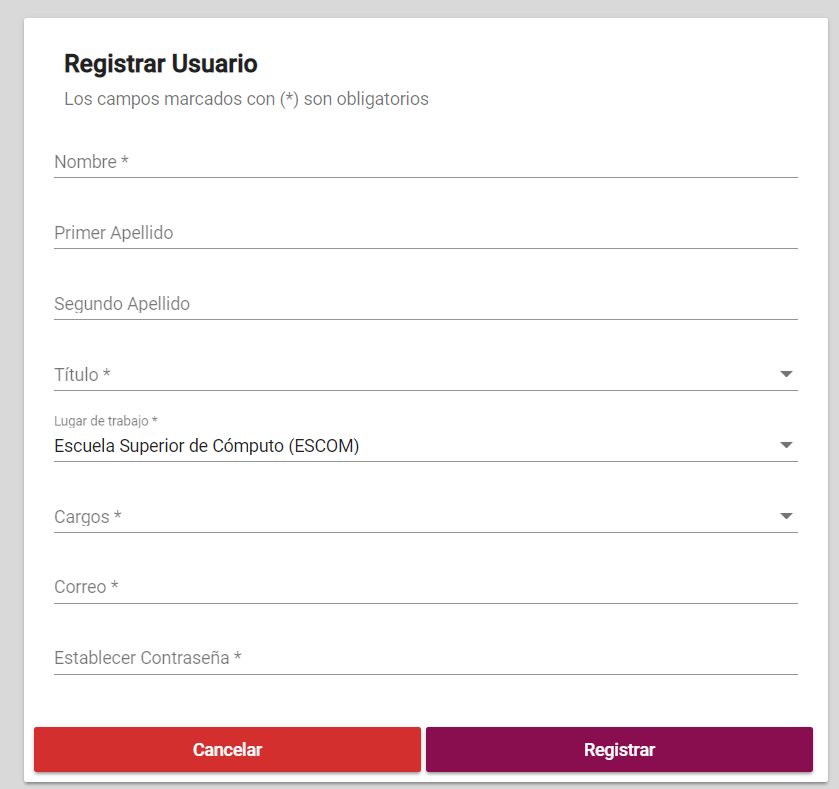 Registrar Usuario
Los campos marcados con (*) son obligatorios
Nombre *
Primer Apellido
Segundo Apellido
Título *
Lugar de trabajo *
Escuela Superior de Cómputo (ESCOM)
Cargos *
Correo *
Establecer Contraseña *
Cancelar Registrar